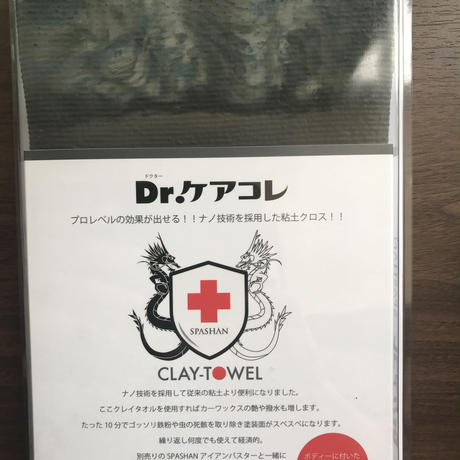 ドクター
Dr.ケアコレ
プロレベルの効果が出せる！！ナノ技術を採用した粘土クロス！！
SPASHAN
CLAY-TOWEL
ナノ技術を採用して従来の粘土より便利になりました。
ここクレイタオルを使用すればカーワックスの艶や撥水も増します。
たった10分でゴッソリ鉄粉や虫の死骸を取り除き塗装面がスベスベになります。
繰り返し何度でも使えて経済的。
別売りの SPASHAN アイアンバスターと一緒に
ボディーに付いた